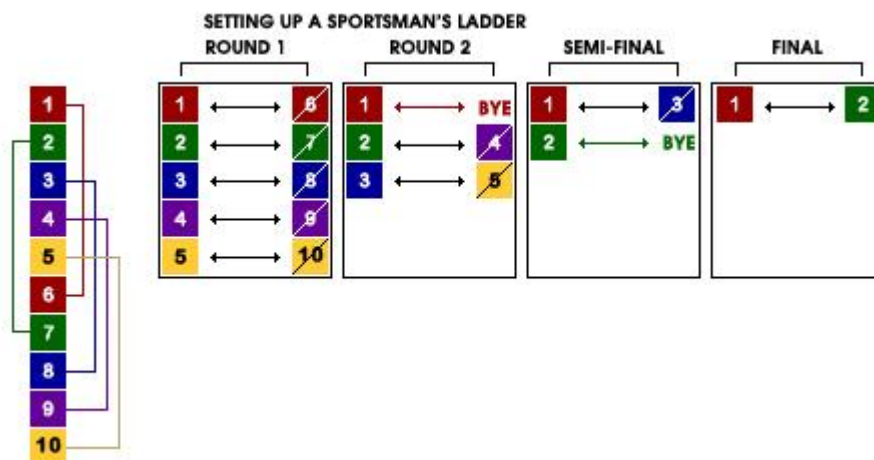 SETTING UP A SPORTSMAN'S LADDER
ROUND 1 ROUND 2 SEMI-FINAL FINAL
1 1 6 1 BYE 1 3 1 2
2 2 7 2 4 2 BYE
3 3 8 3 5
4 4 9
5 5 10
6
7
8
9
10